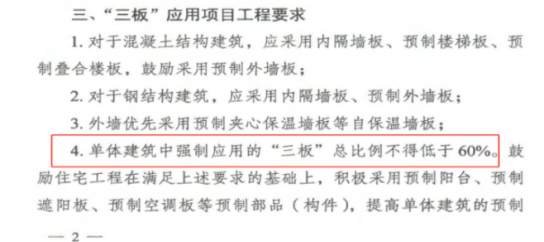 三、“三板”应用项目工程要求
1. 对于混凝土结构建筑，应采用内隔墙板、预制楼梯板、预
制叠合楼板，鼓励采用预制外墙板；
2. 对于钢结构建筑，应采用内隔墙板、预制外墙板；
3. 外墙优先采用预制夹心保温墙板等自保温墙板；
4. 单体建筑中强制应用的“三板”总比例不得低于 60%。鼓
励住宅工程在满足上述要求的基础上，积极采用预制阳台、预制
遮阳板、预制空调板等预制部品（构件），提高单体建筑的预制
— 2 —